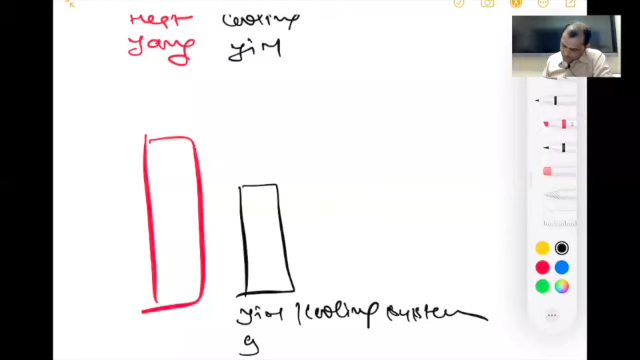 Heat cooling
yang yin
yin / cooling system
g